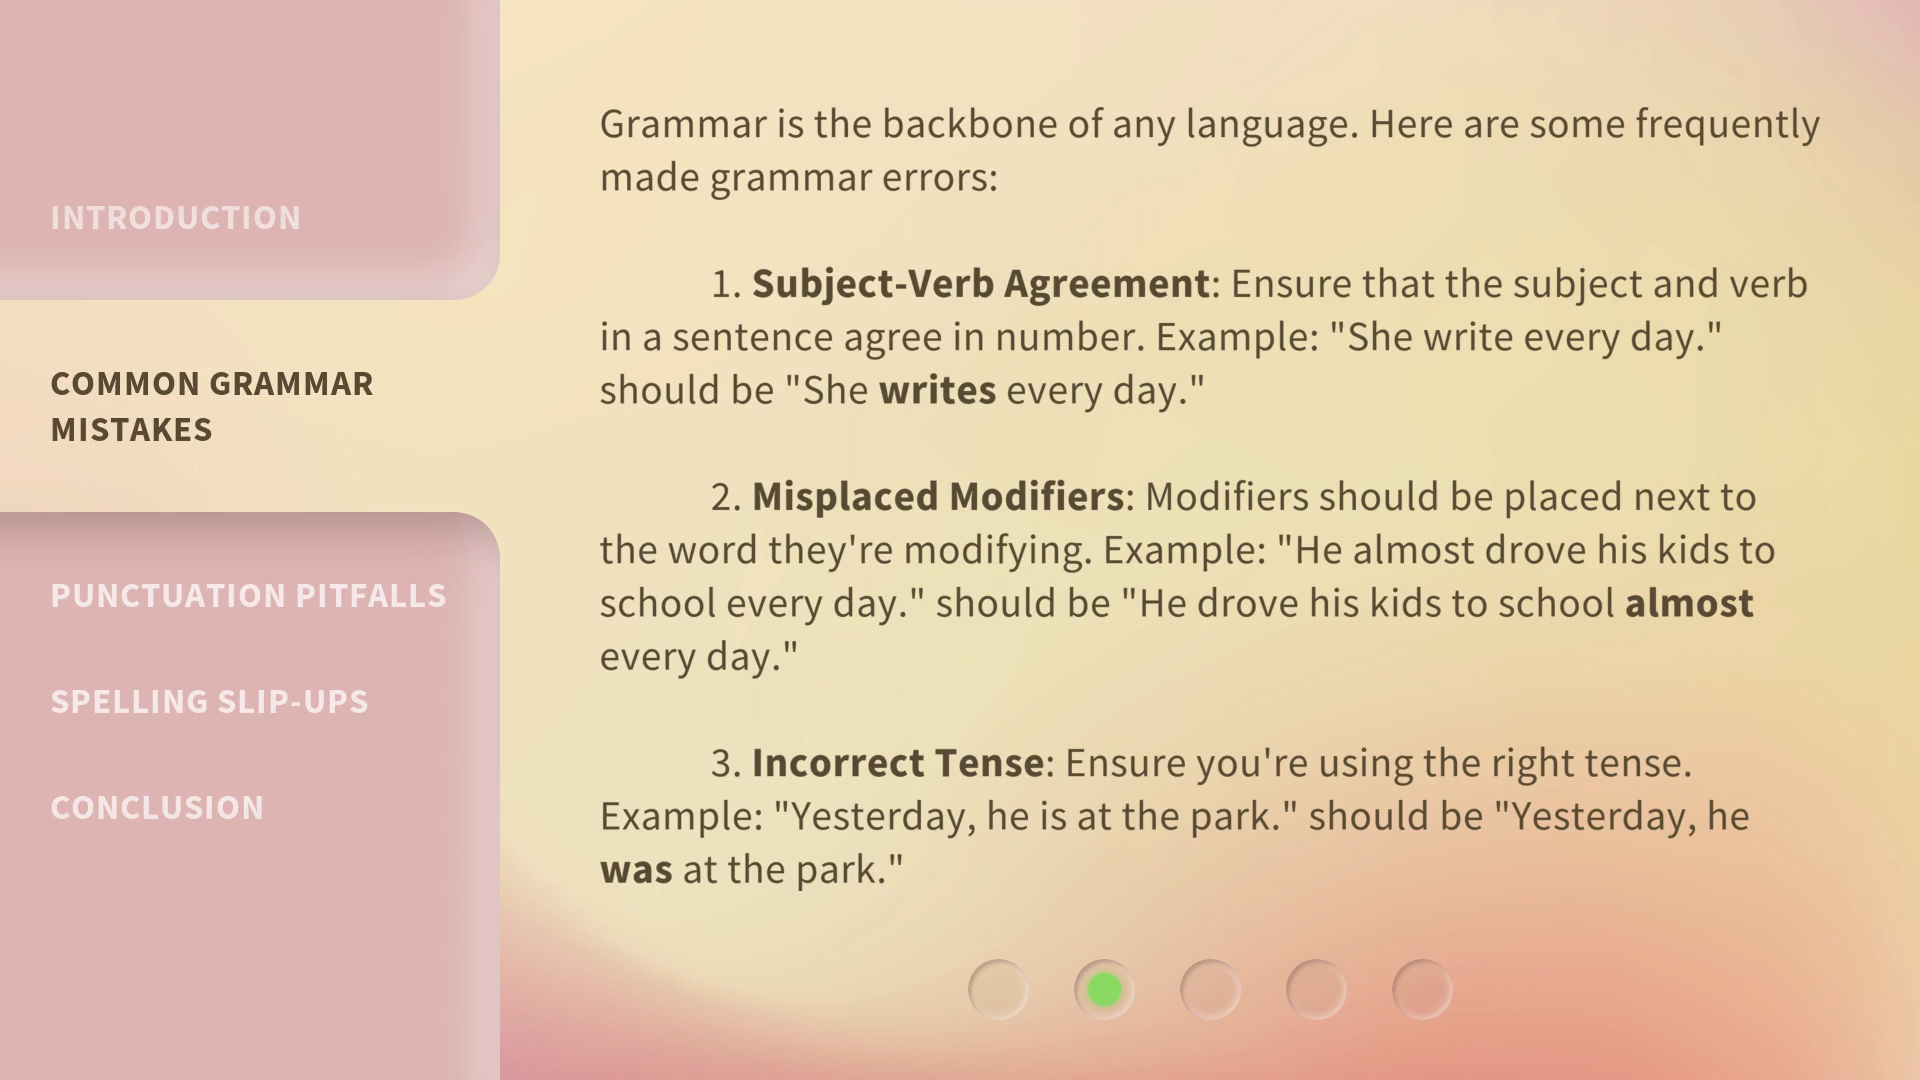 INTRODUCTION
COMMON GRAMMAR
MISTAKES
PUNCTUATION PITFALLS
SPELLING SLIP-UPS
CONCLUSION
Grammar is the backbone of any language. Here are some frequently
made grammar errors:
1. Subject-Verb Agreement: Ensure that the subject and verb
in a sentence agree in number. Example: "She write every day."
should be "She writes every day."
2. Misplaced Modifiers: Modifiers should be placed next to
the word they're modifying. Example: "He almost drove his kids to
school every day." should be "He drove his kids to school almost
every day."
3. Incorrect Tense: Ensure you're using the right tense.
Example: "Yesterday, he is at the park." should be "Yesterday, he
was at the park."